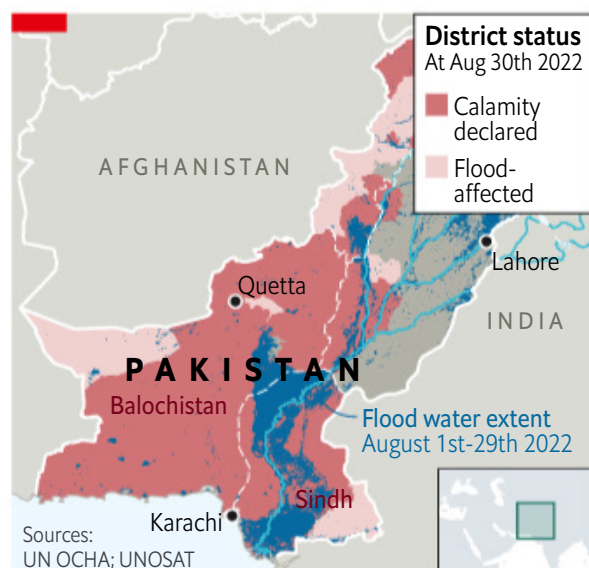 District status
At Aug 30th 2022
Calamity
declared
Flood-
affected
AFGHANISTAN
Lahore
Quetta
INDIA
PAKISTAN
Balochistan
Flood water extent
August 1st-29th 2022
Sindh
Karachi
Sources:
UN OCHA; UNOSAT